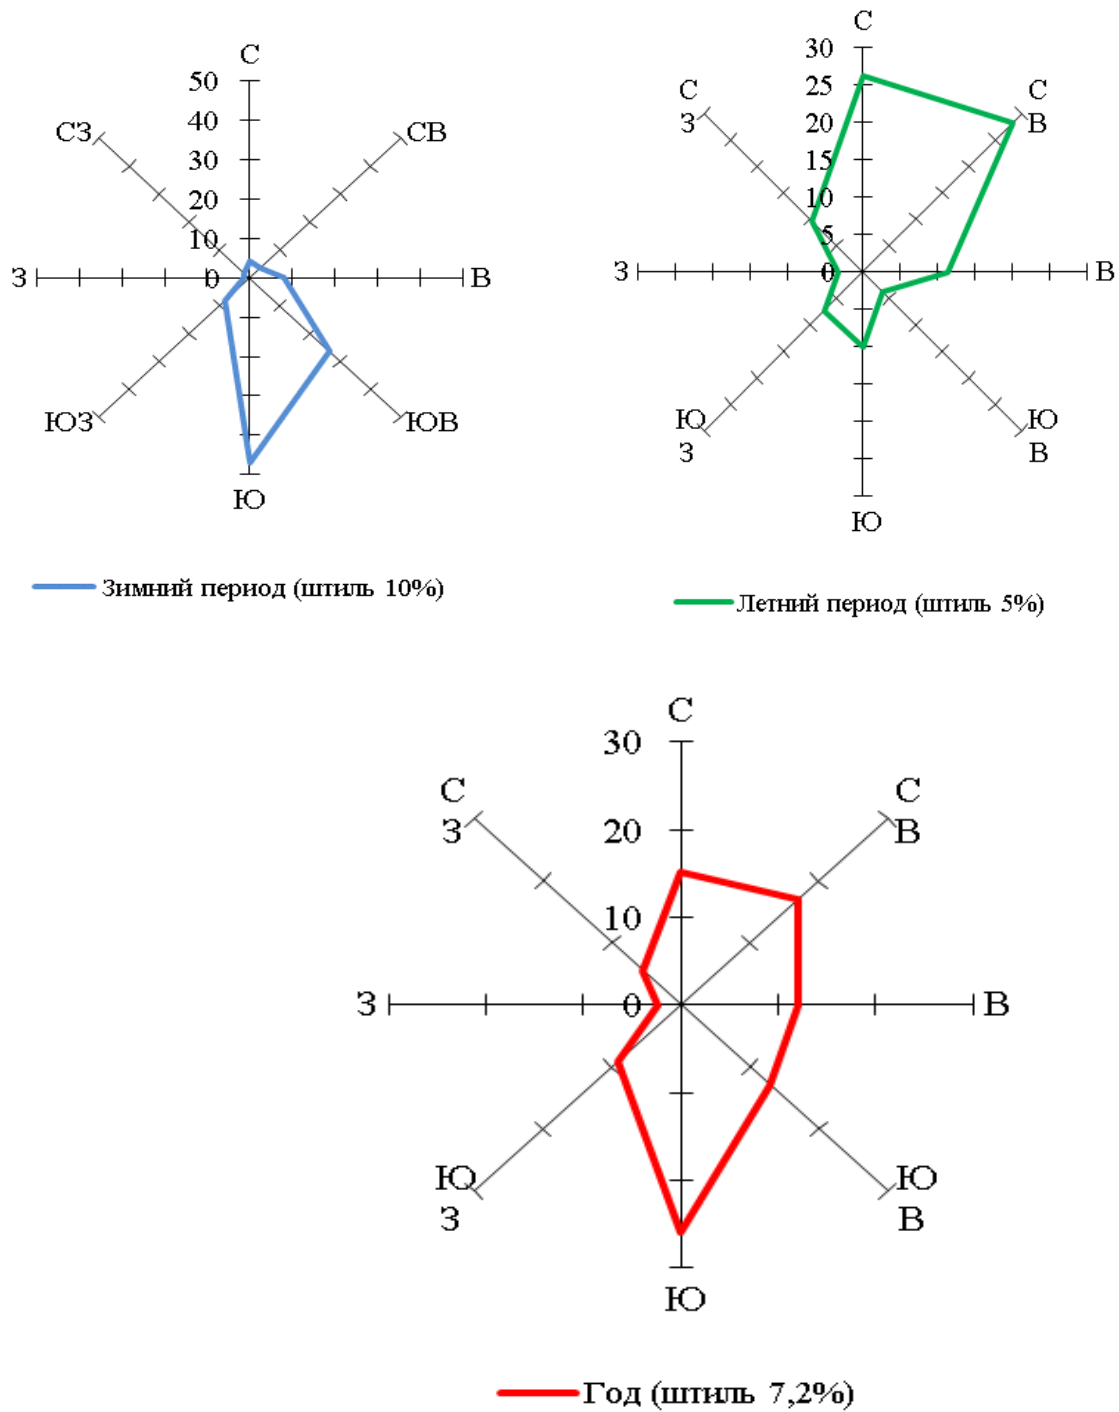 С
50
40
30
20
10
0
СЗ
СВ
З
В
ЮЗ
ЮВ
Ю
Зимний период (штиль 10%)
С
30
25
20
15
10
5
0
С
З
С
В
З
В
Ю
З
Ю
В
Ю
Летний период (штиль 5%)
С
30
20
10
0
С
З
С
В
З
В
Ю
З
Ю
В
Ю
Год (штиль 7,2%)